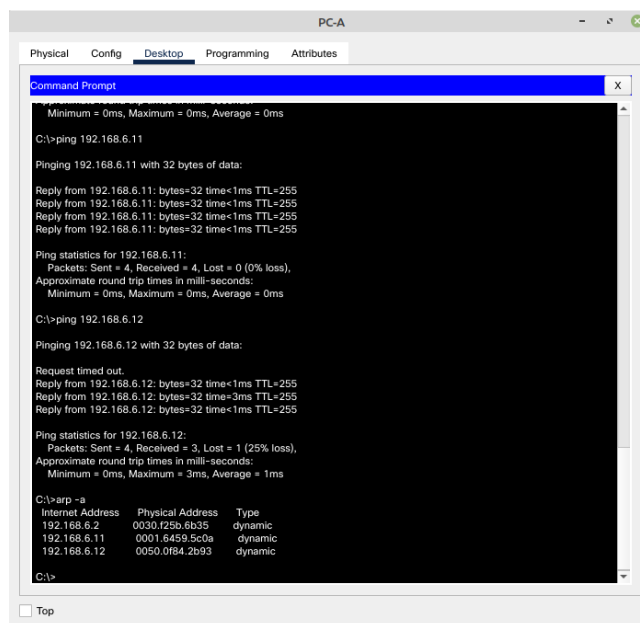 PC-A
Physical Config Desktop Programming Attributes
Command Prompt
X
Approximate round trip times in milli-seconds:
Minimum = 0ms, Maximum = 0ms, Average = 0ms
C:\>ping 192.168.6.11
Pinging 192.168.6.11 with 32 bytes of data:
Reply from 192.168.6.11: bytes=32 time<1ms TTL=255
Reply from 192.168.6.11: bytes=32 time<1ms TTL=255
Reply from 192.168.6.11: bytes=32 time<1ms TTL=255
Reply from 192.168.6.11: bytes=32 time<1ms TTL=255
Ping statistics for 192.168.6.11:
Packets: Sent = 4, Received = 4, Lost = 0 (0% loss),
Approximate round trip times in milli-seconds:
Minimum = 0ms, Maximum = 0ms, Average = 0ms
C:\>ping 192.168.6.12
Pinging 192.168.6.12 with 32 bytes of data:
Request timed out.
Reply from 192.168.6.12: bytes=32 time<1ms TTL=255
Reply from 192.168.6.12: bytes=32 time=3ms TTL=255
Reply from 192.168.6.12: bytes=32 time<1ms TTL=255
Ping statistics for 192.168.6.12:
Packets: Sent = 4, Received = 3, Lost = 1 (25% loss),
Approximate round trip times in milli-seconds:
Minimum = 0ms, Maximum = 3ms, Average = 1ms
C:\>arp -a
Internet Address Physical Address Type
192.168.6.2 0030.f25b.6b35 dynamic
192.168.6.11 0001.6459.5c0a dynamic
192.168.6.12 0050.0f84.2b93 dynamic
C:\>
Top